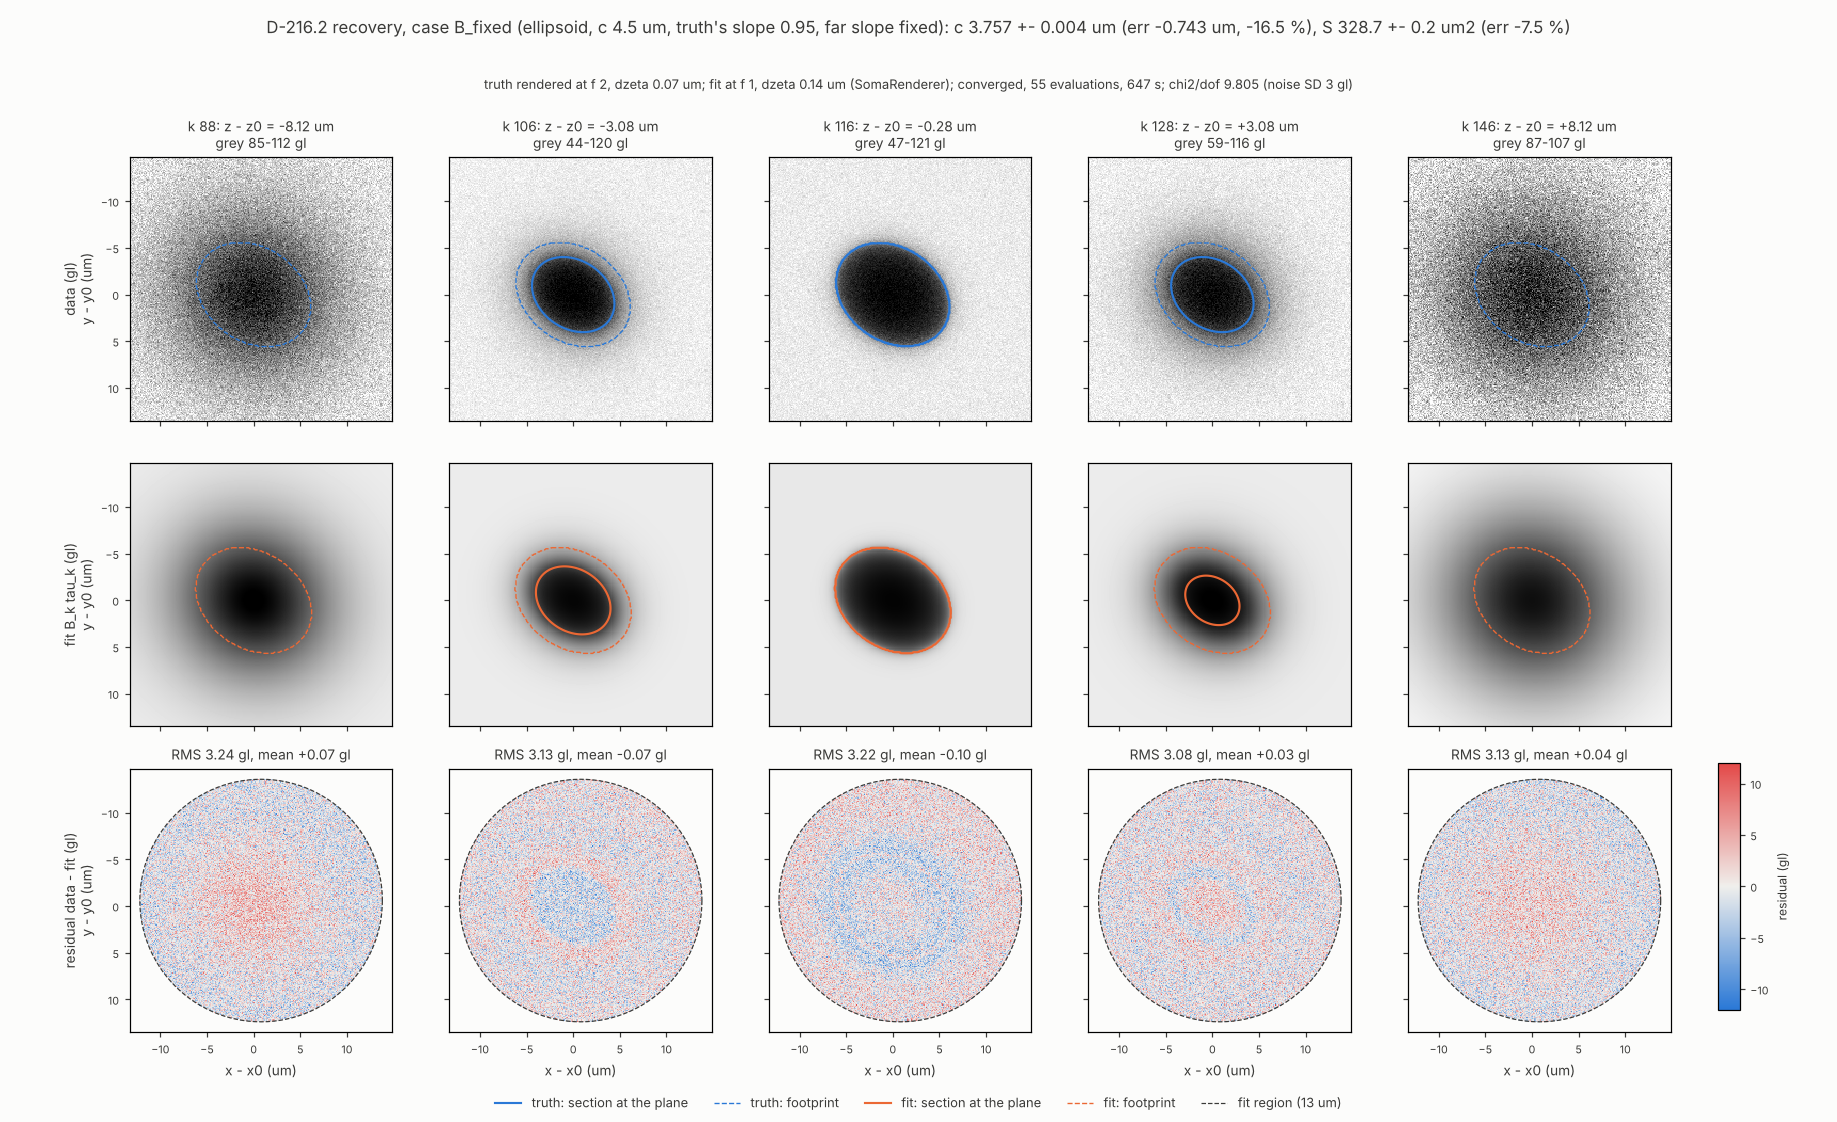 D-216.2 recovery, case B_fixed (ellipsoid, c 4.5 um, truth's slope 0.95, far slope fixed): c 3.757 +- 0.004 um (err -0.743 um, -16.5 %), S 328.7 +- 0.2 um2 (err -7.5 %)
truth rendered at f 2, dzeta 0.07 um; fit at f 1, dzeta 0.14 um (SomaRenderer); converged, 55 evaluations, 647 s; chi2/dof 9.805 (noise SD 3 gl)
k 88: z - z0 = -8.12 um
grey 85-112 gl
k 106: z - z0 = -3.08 um
grey 44-120 gl
k 116: z - z0 = -0.28 um
grey 47-121 gl
k 128: z - z0 = +3.08 um
grey 59-116 gl
k 146: z - z0 = +8.12 um
grey 87-107 gl
data (gl)
y - y0 (um)
−10
−5
0
5
10
fit B_k tau_k (gl)
y - y0 (um)
−10
−5
0
5
10
RMS 3.24 gl, mean +0.07 gl
RMS 3.13 gl, mean -0.07 gl
RMS 3.22 gl, mean -0.10 gl
RMS 3.08 gl, mean +0.03 gl
RMS 3.13 gl, mean +0.04 gl
residual data - fit (gl)
y - y0 (um)
−10
−5
0
5
10
−10 −5 0 5 10
−10 −5 0 5 10
−10 −5 0 5 10
−10 −5 0 5 10
−10 −5 0 5 10
x - x0 (um)
x - x0 (um)
x - x0 (um)
x - x0 (um)
x - x0 (um)
10
5
0
−5
−10
residual (gl)
truth: section at the plane
truth: footprint
fit: section at the plane
fit: footprint
fit region (13 um)